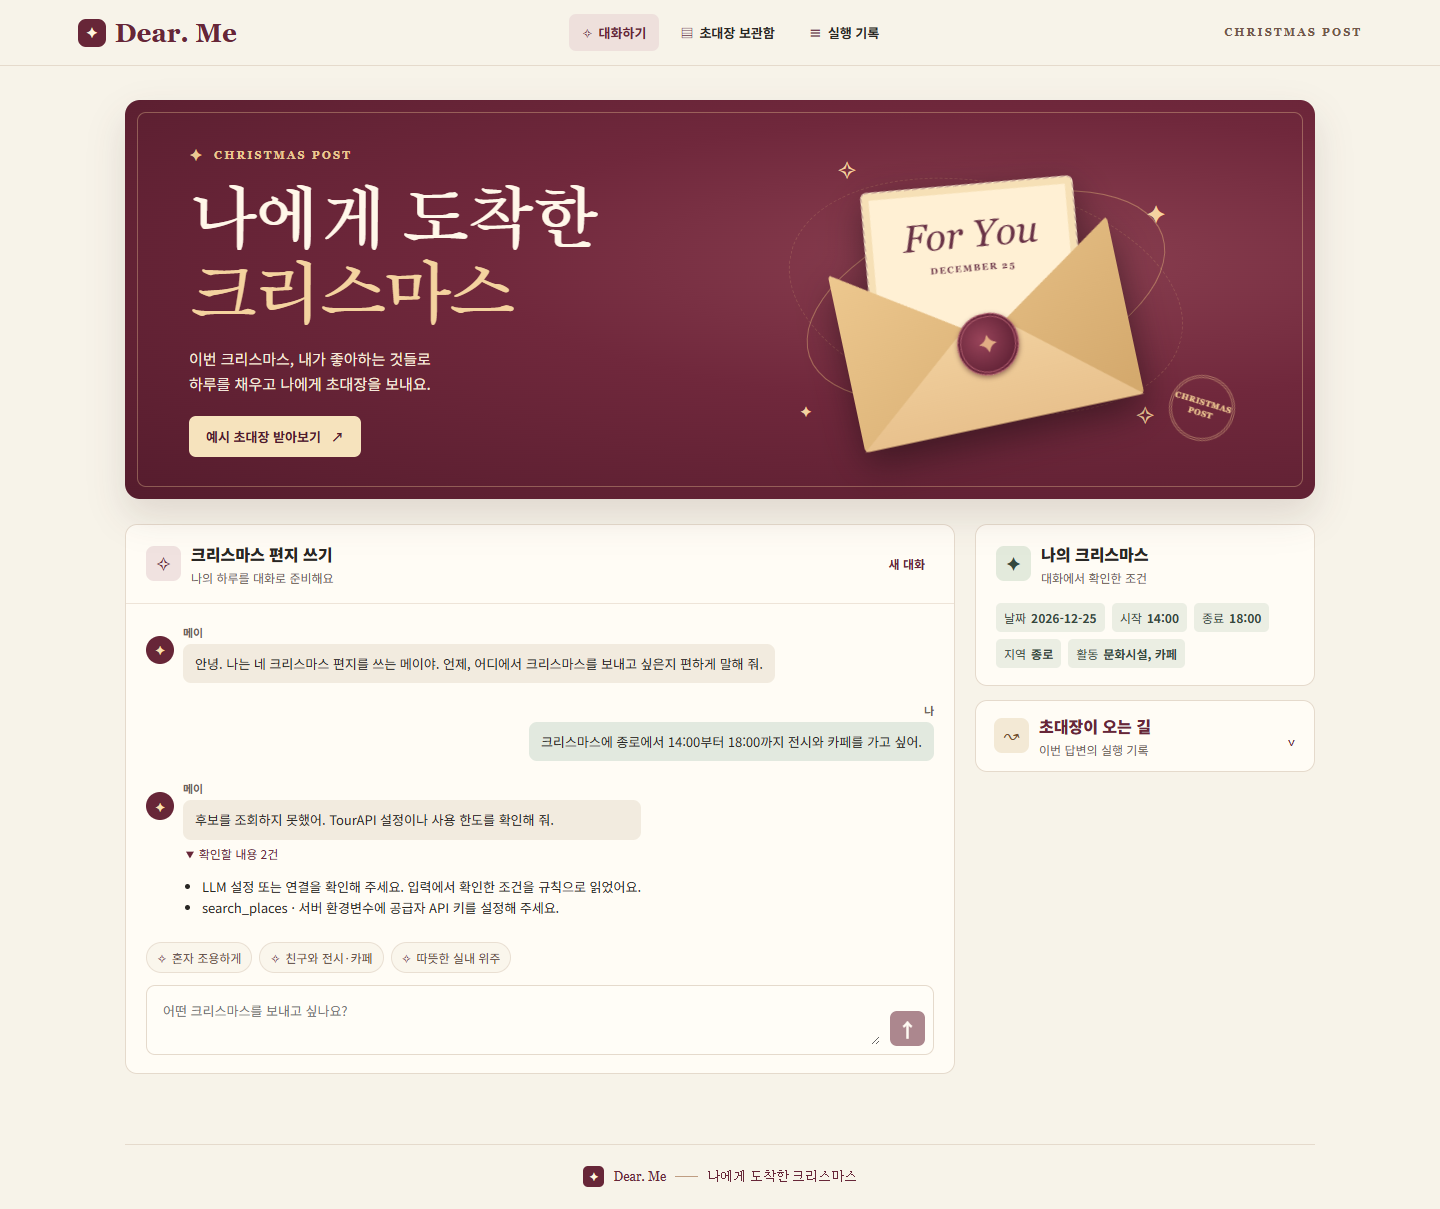 Dear. Me
대화하기
초대장 보관함
실행 기록
CHRISTMAS POST
CHRISTMAS POST
나에게 도착한
크리스마스
이번 크리스마스, 내가 좋아하는 것들로
하루를 채우고 나에게 초대장을 보내요.
예시 초대장 받아보기 ↗
For You
DECEMBER 25
CHRISTMAS
POST
크리스마스 편지 쓰기
나의 하루를 대화로 준비해요
새 대화
메이
안녕. 나는 네 크리스마스 편지를 쓰는 메이야. 언제, 어디에서 크리스마스를 보내고 싶은지 편하게 말해 줘.
나
크리스마스에 종로에서 14:00부터 18:00까지 전시와 카페를 가고 싶어.
메이
후보를 조회하지 못했어. TourAPI 설정이나 사용 한도를 확인해 줘.
▼ 확인할 내용 2건
• LLM 설정 또는 연결을 확인해 주세요. 입력에서 확인한 조건을 규칙으로 읽었어요.
• search_places · 서버 환경변수에 공급자 API 키를 설정해 주세요.
혼자 조용하게
친구와 전시·카페
따뜻한 실내 위주
어떤 크리스마스를 보내고 싶나요?
나의 크리스마스
대화에서 확인한 조건
날짜 2026-12-25
시작 14:00
종료 18:00
지역 종로
활동 문화시설, 카페
초대장이 오는 길
이번 답변의 실행 기록
Dear. Me — 나에게 도착한 크리스마스